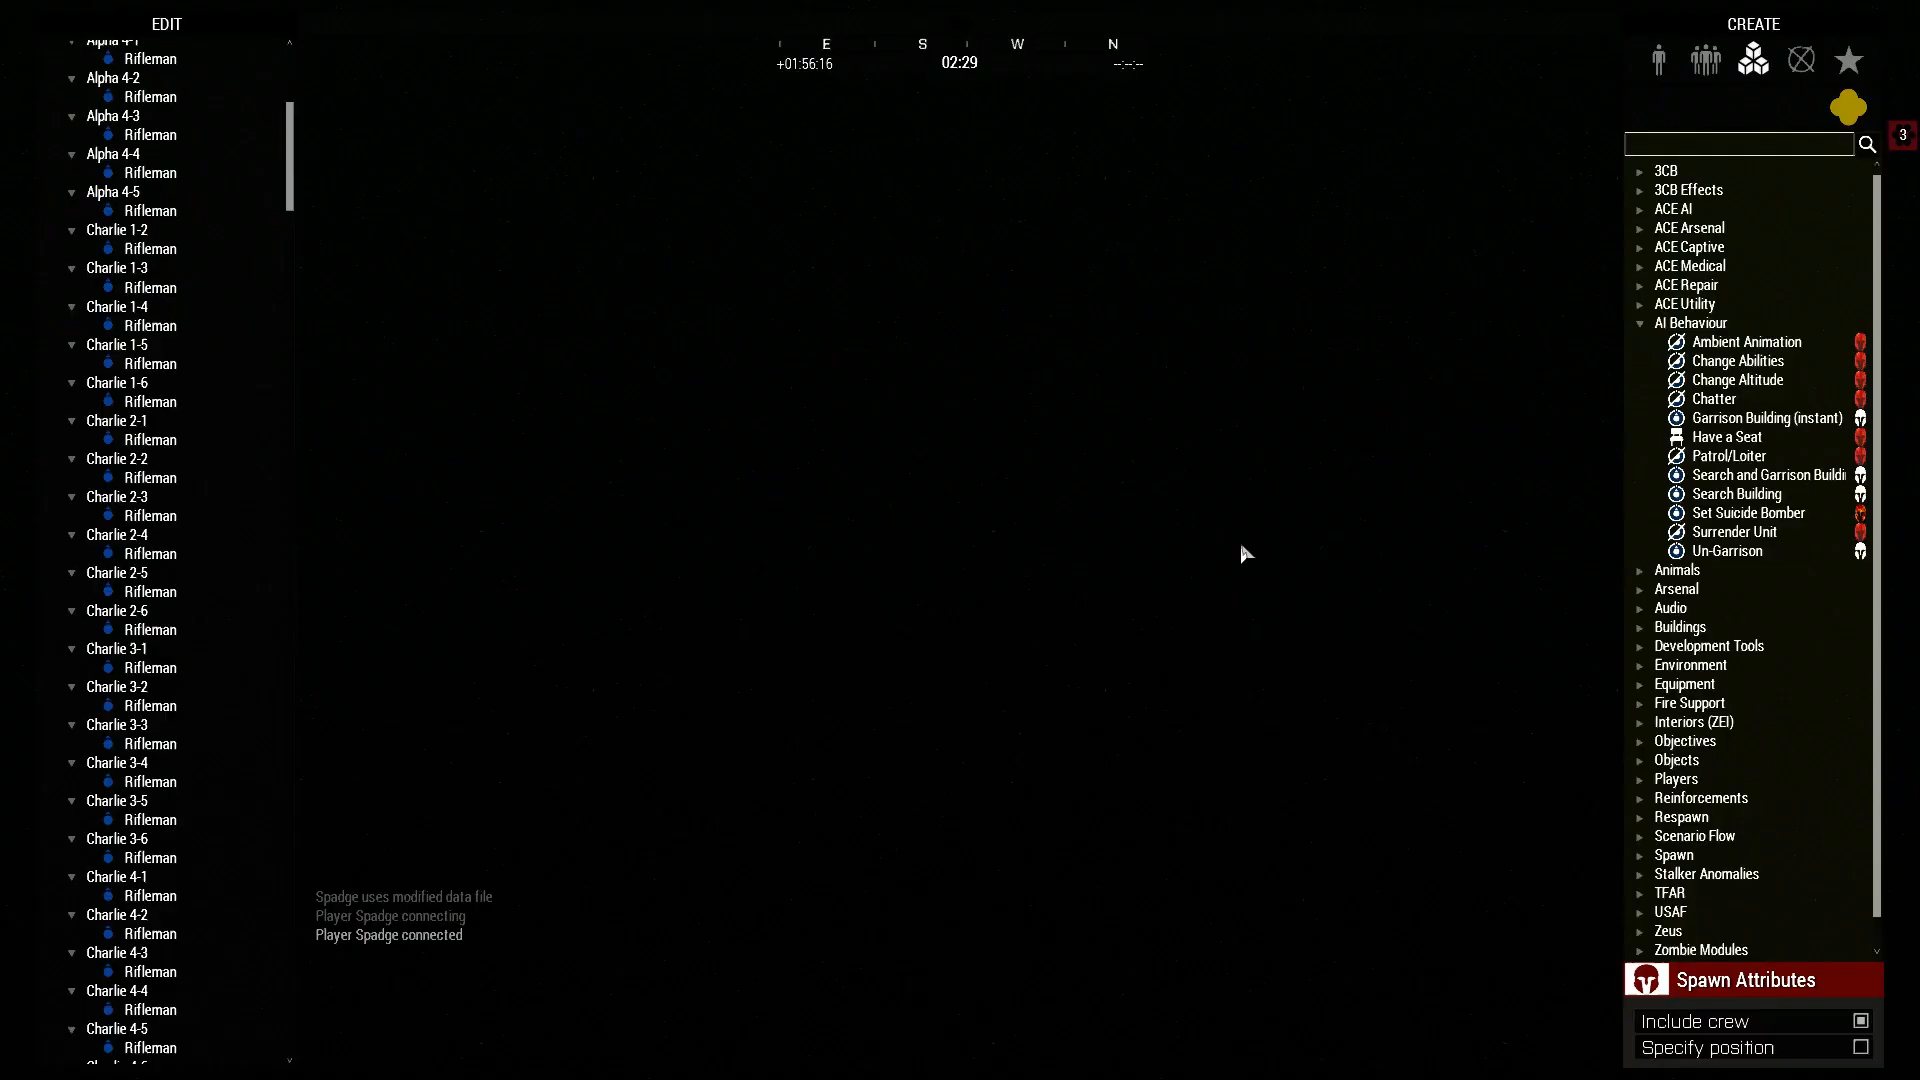 EDIT
Alpha 4-1
Rifleman
Alpha 4-2
Rifleman
Alpha 4-3
Rifleman
Alpha 4-4
Rifleman
Alpha 4-5
Rifleman
Charlie 1-2
Rifleman
Charlie 1-3
Rifleman
Charlie 1-4
Rifleman
Charlie 1-5
Rifleman
Charlie 1-6
Rifleman
Charlie 2-1
Rifleman
Charlie 2-2
Rifleman
Charlie 2-3
Rifleman
Charlie 2-4
Rifleman
Charlie 2-5
Rifleman
Charlie 2-6
Rifleman
Charlie 3-1
Rifleman
Charlie 3-2
Rifleman
Charlie 3-3
Rifleman
Charlie 3-4
Rifleman
Charlie 3-5
Rifleman
Charlie 3-6
Rifleman
Charlie 4-1
Rifleman
Charlie 4-2
Rifleman
Charlie 4-3
Rifleman
Charlie 4-4
Rifleman
Charlie 4-5
Rifleman
E S W N
+01:56:16 02:29 --:--:--
Spadge uses modified data file
Player Spadge connecting
Player Spadge connected
CREATE
3
3CB
3CB Effects
ACE AI
ACE Arsenal
ACE Captive
ACE Medical
ACE Repair
ACE Utility
AI Behaviour
Ambient Animation
Change Abilities
Change Altitude
Chatter
Garrison Building (instant)
Have a Seat
Patrol/Loiter
Search and Garrison Buildi
Search Building
Set Suicide Bomber
Surrender Unit
Un-Garrison
Animals
Arsenal
Audio
Buildings
Development Tools
Environment
Equipment
Fire Support
Interiors (ZEI)
Objectives
Objects
Players
Reinforcements
Respawn
Scenario Flow
Spawn
Stalker Anomalies
TFAR
USAF
Zeus
Zombie Modules
Spawn Attributes
Include crew
Specify position